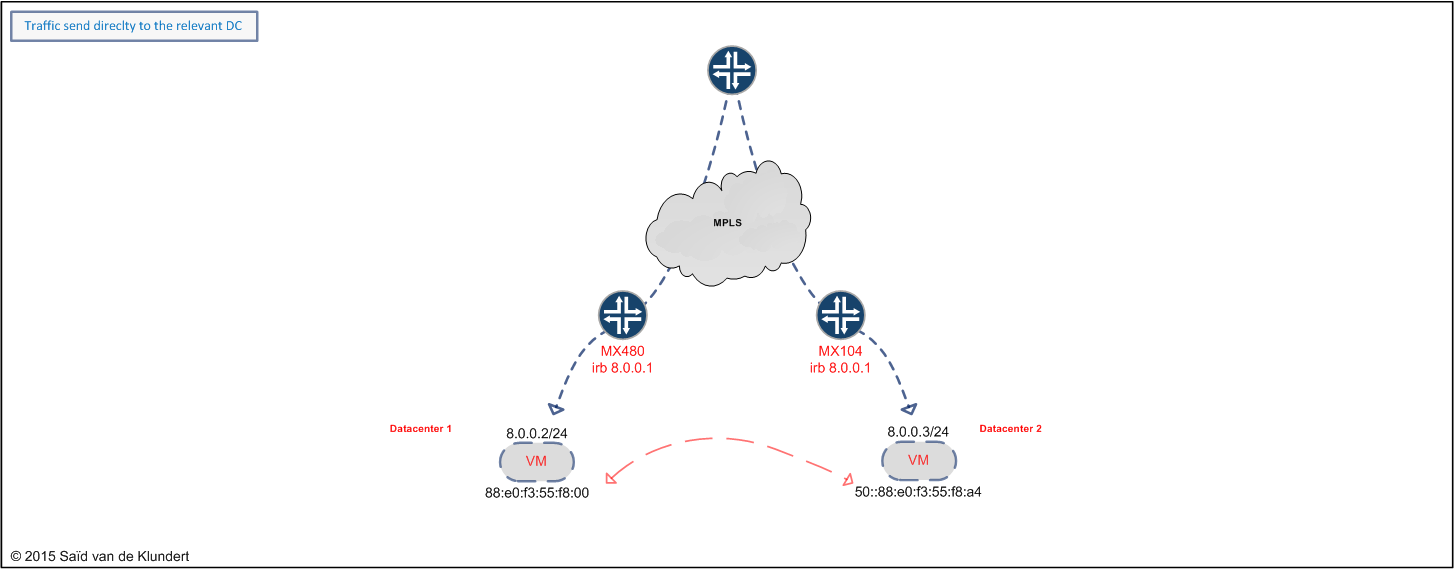 Traffic send direclty to the relevant DC
MPLS
MX480
irb 8.0.0.1
MX104
irb 8.0.0.1
Datacenter 1
8.0.0.2/24
VM
88:e0:f3:55:f8:00
8.0.0.3/24
Datacenter 2
VM
50::88:e0:f3:55:f8:a4
© 2015 Saïd van de Klundert